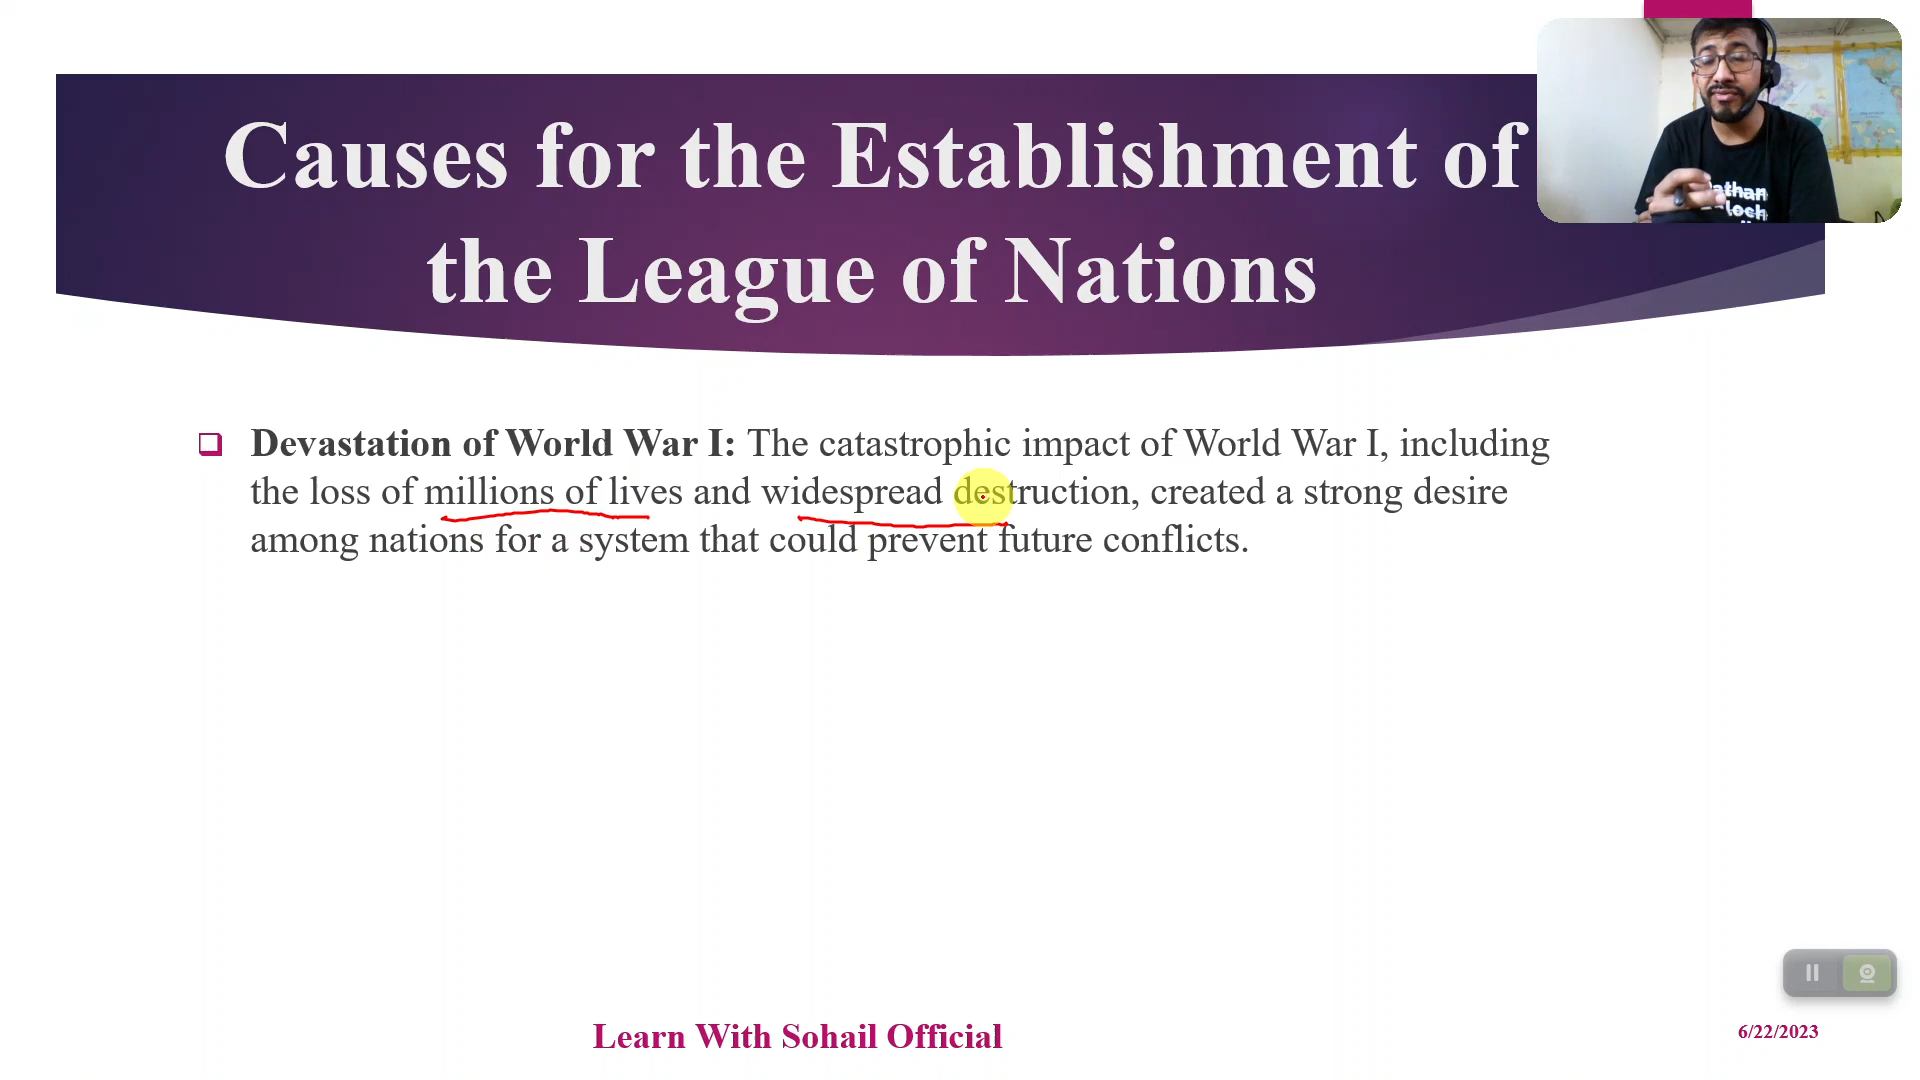 Causes for the Establishment of
the League of Nations
Devastation of World War I: The catastrophic impact of World War I, including
the loss of millions of lives and widespread destruction, created a strong desire
among nations for a system that could prevent future conflicts.
Learn With Sohail Official
6/22/2023